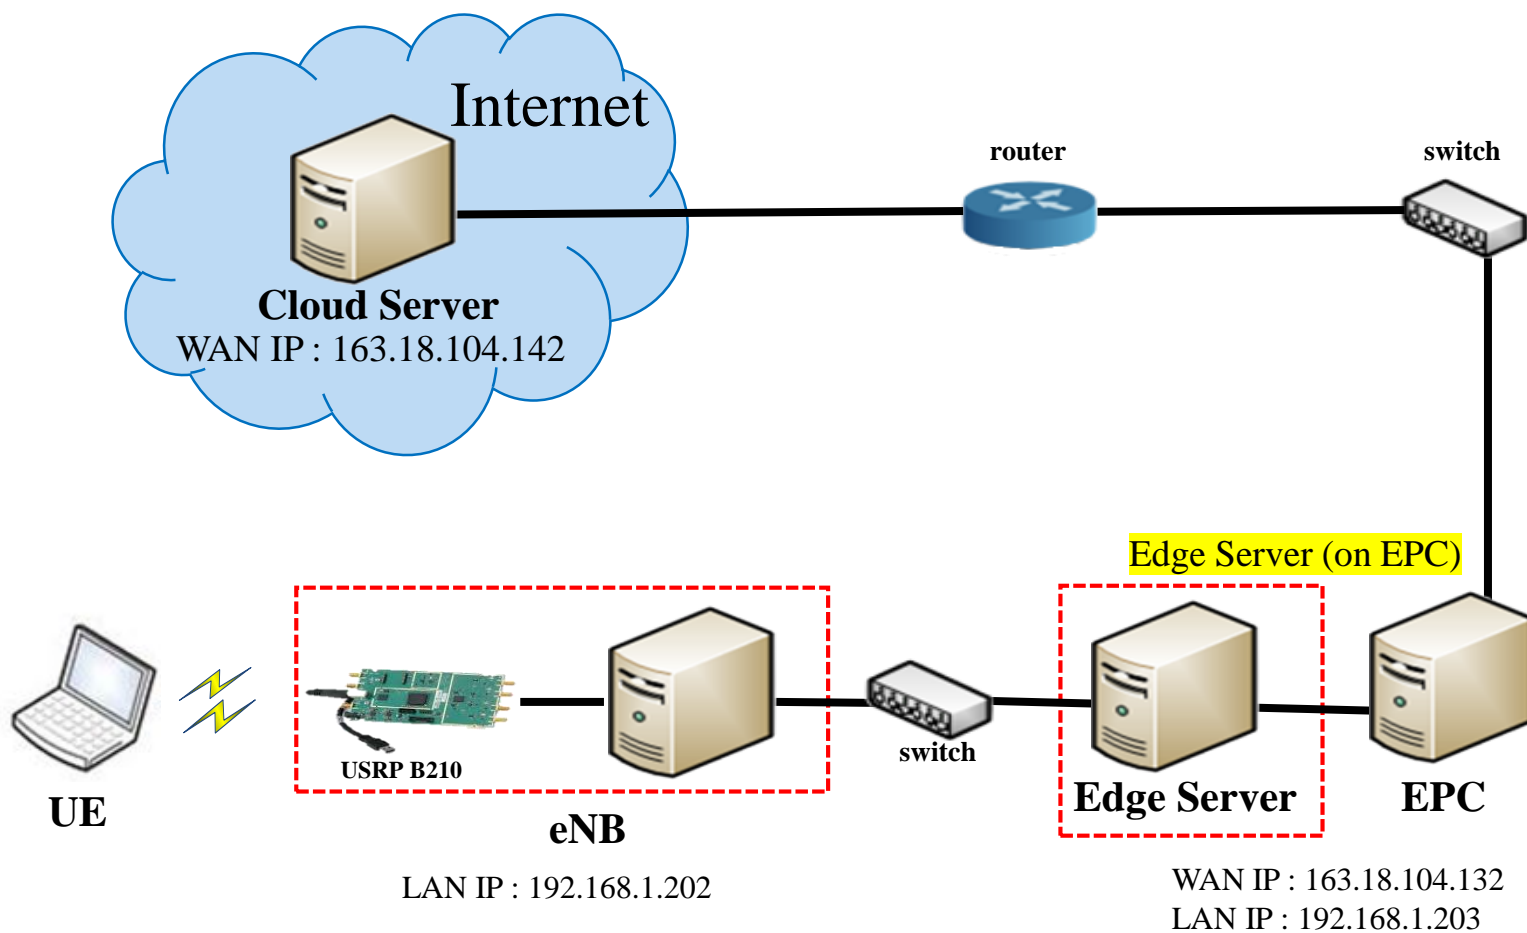 Internet
router
switch
Cloud Server
WAN IP : 163.18.104.142
Edge Server (on EPC)
USRP B210
switch
UE
eNB
Edge Server
EPC
LAN IP : 192.168.1.202
WAN IP : 163.18.104.132
LAN IP : 192.168.1.203